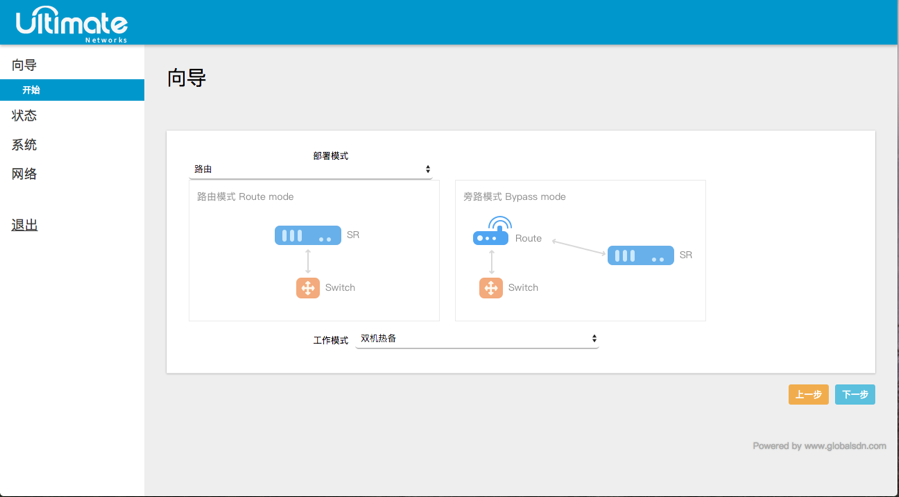 Ultimate
Networks
向导
开始
状态
系统
网络
退出
向导
部署模式
路由
路由模式 Route mode
SR
Switch
旁路模式 Bypass mode
Route
SR
Switch
工作模式 双机热备
上一步 下一步
Powered by www.globalsdn.com